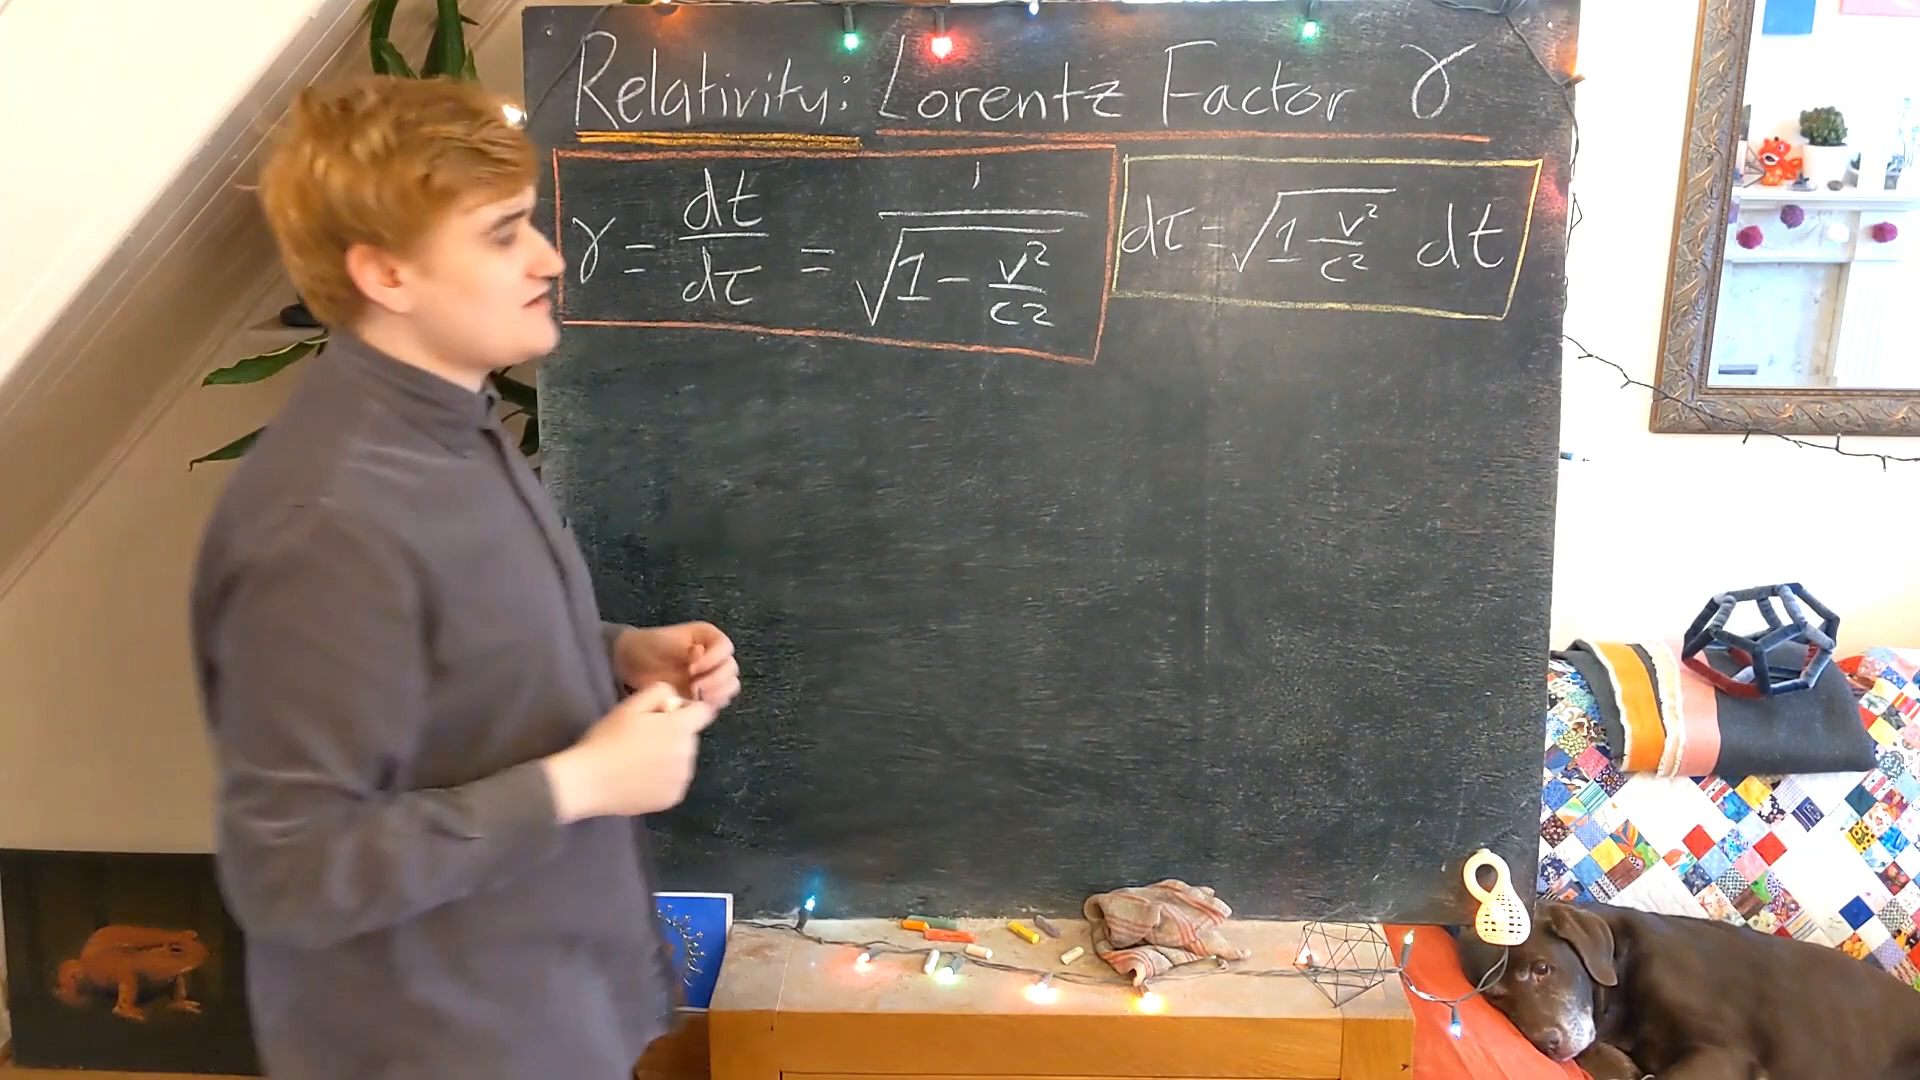 Relativity: Lorentz Factor γ
γ = dt/dτ = 1/√(1 - v²/c²)
dτ = √(1 - v²/c²) dt